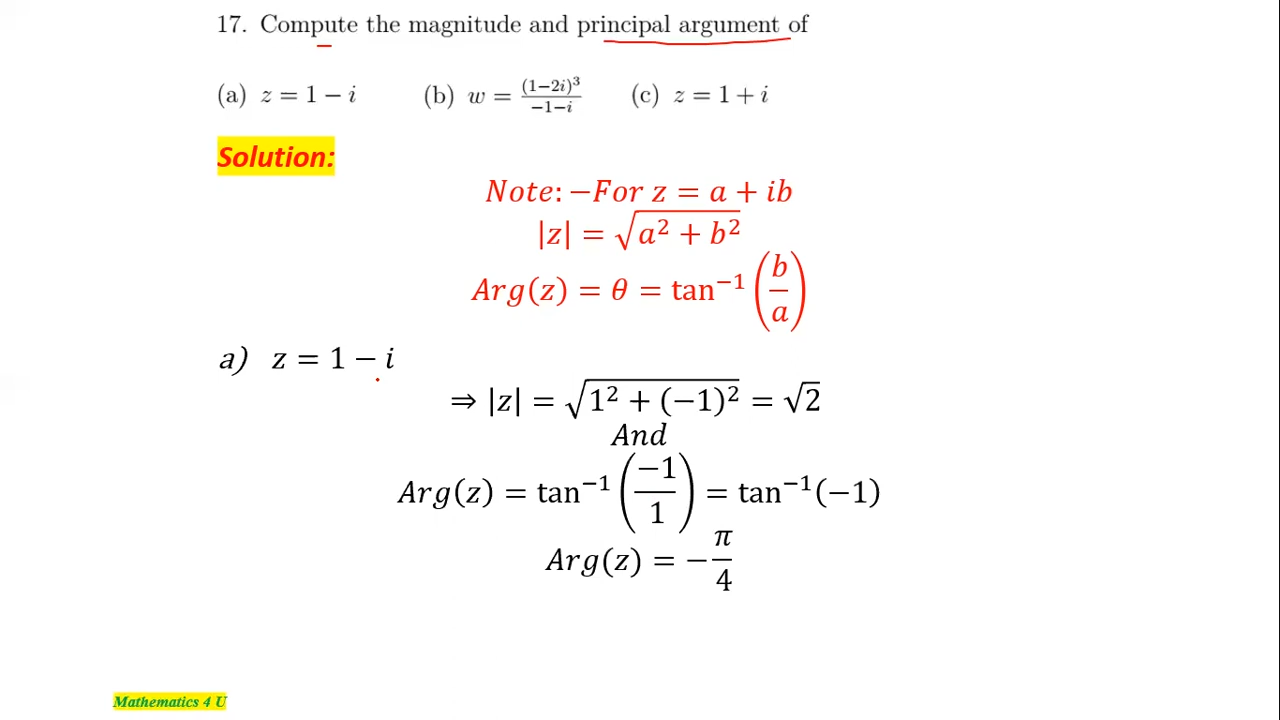 17. Compute the magnitude and principal argument of
(a) z = 1 − i (b) w = (1−2i)³/−1−i (c) z = 1 + i
Solution:
Note: −For z = a + ib
|z| = √a² + b²
Arg(z) = θ = tan⁻¹ (b/a)
a) z = 1 − i
⇒ |z| = √1² + (−1)² = √2
And
Arg(z) = tan⁻¹ (−1/1) = tan⁻¹(−1)
Arg(z) = −π/4
Mathematics 4 U